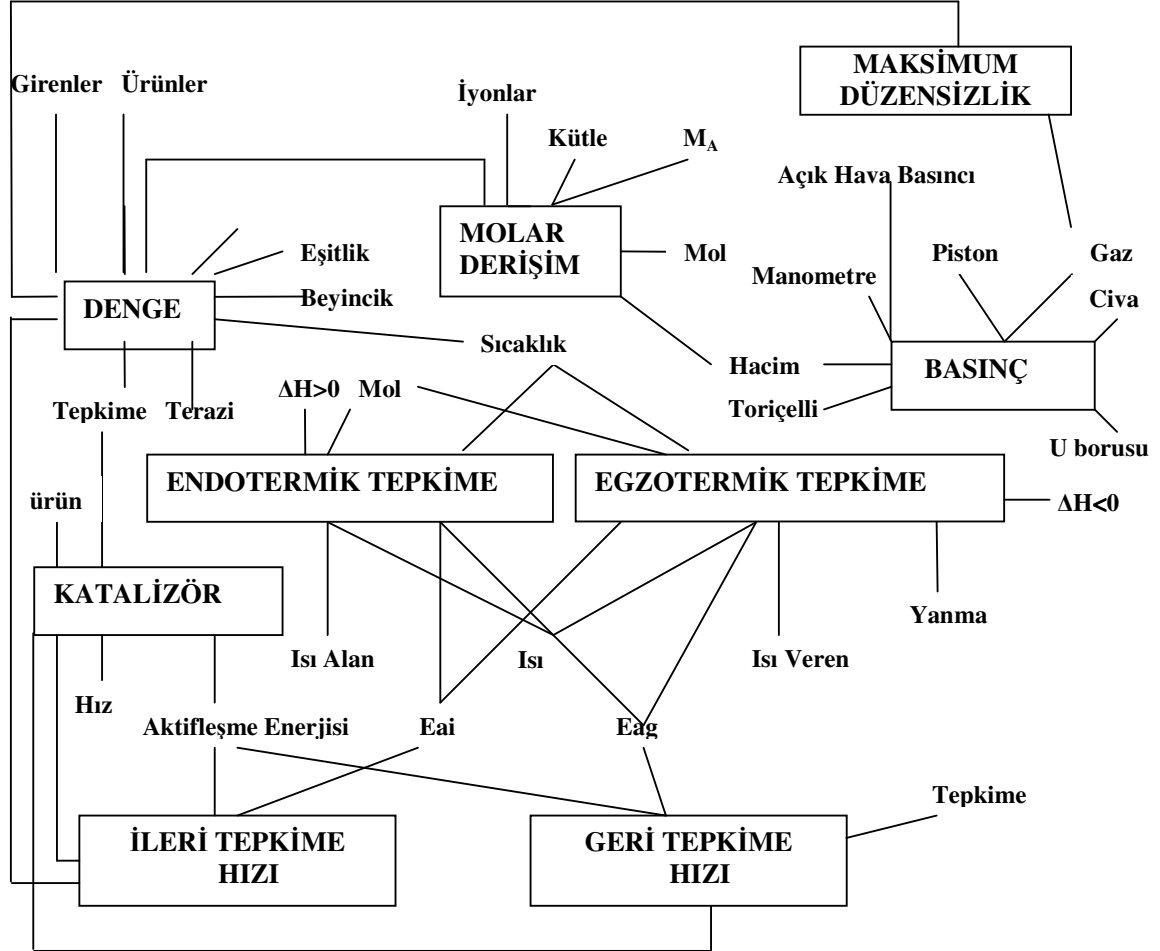 MAKSİMUM
DÜZENSİZLİK
Girenler
Ürünler
İyonlar
Kütle
M_A
Açık Hava Basıncı
MOLAR
DERİŞİM
Mol
Eşitlik
Beyincik
DENGE
Piston
Gaz
Manometre
Civa
Sıcaklık
Hacim
BASINÇ
ΔH>0
Mol
Toriçelli
Tepkime
Terazi
U borusu
ENDOTERMİK TEPKİME
EGZOTERMİK TEPKİME
ΔH<0
ürün
KATALİZÖR
Yanma
Isı Alan
Isı
Isı Veren
Hız
Aktifleşme Enerjisi
Eai
Eag
Tepkime
İLERİ TEPKİME
HIZI
GERİ TEPKİME
HIZI